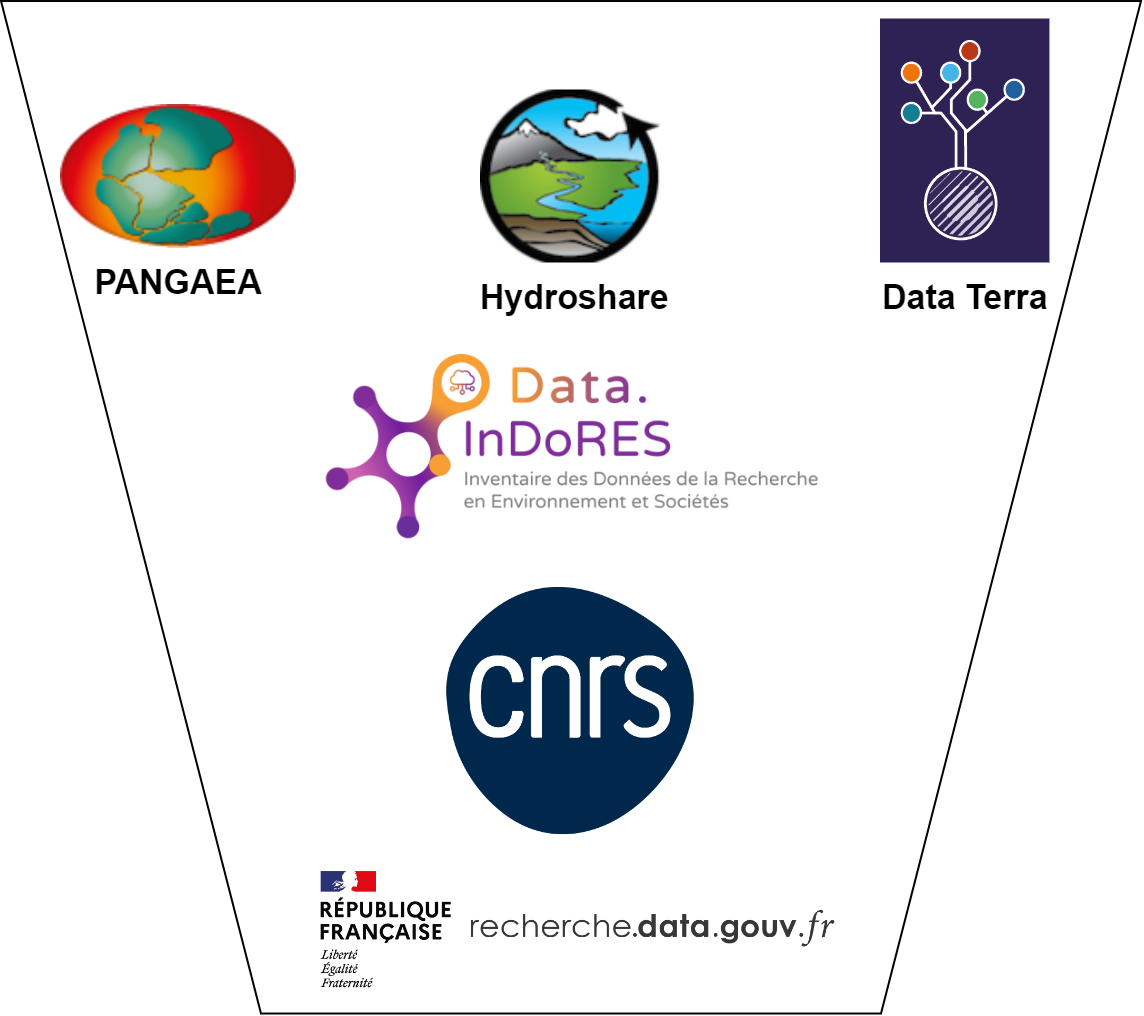 PANGAEA
Hydroshare
Data Terra
Data.
InDoRES
Inventaire des Données de la Recherche
en Environnement et Sociétés
cnrs
RÉPUBLIQUE
FRANÇAISE
Liberté
Égalité
Fraternité
recherche.data.gouv.fr